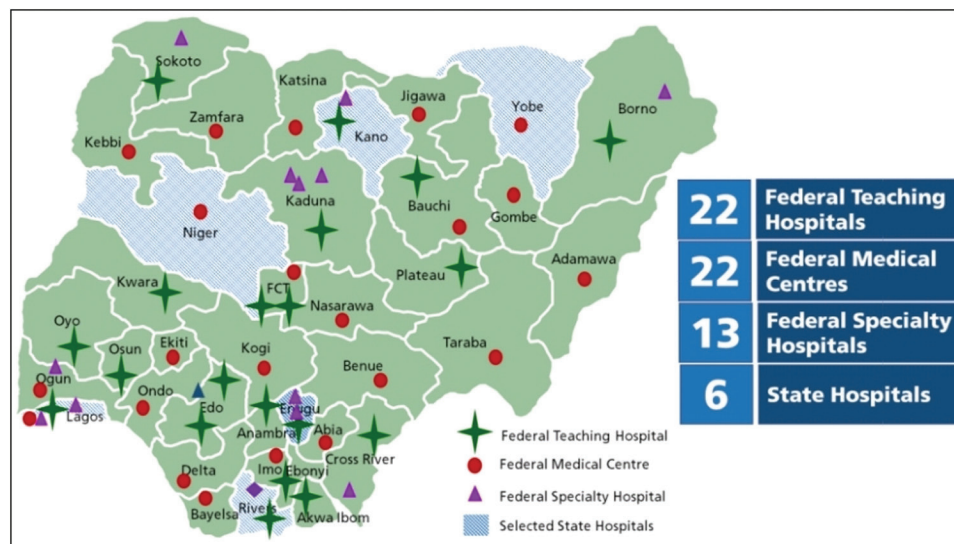 Sokoto
Katsina
Jigawa
Yobe
Borno
Zamfara
Kano
Kebbi
Kaduna
Bauchi
Gombe
Niger
Adamawa
Kwara
FCT
Plateau
Nasarawa
Oyo
Osun
Ekiti
Kogi
Taraba
Benue
Ogun
Ondo
Edo
Enugu
Lagos
Anambra
Abia
Cross River
Delta
Imo
Ebonyi
Bayelsa
Rivers
Akwa Ibom
Federal Teaching Hospital
Federal Medical Centre
Federal Specialty Hospital
Selected State Hospitals
22 Federal Teaching
Hospitals
22 Federal Medical
Centres
13 Federal Specialty
Hospitals
6 State Hospitals